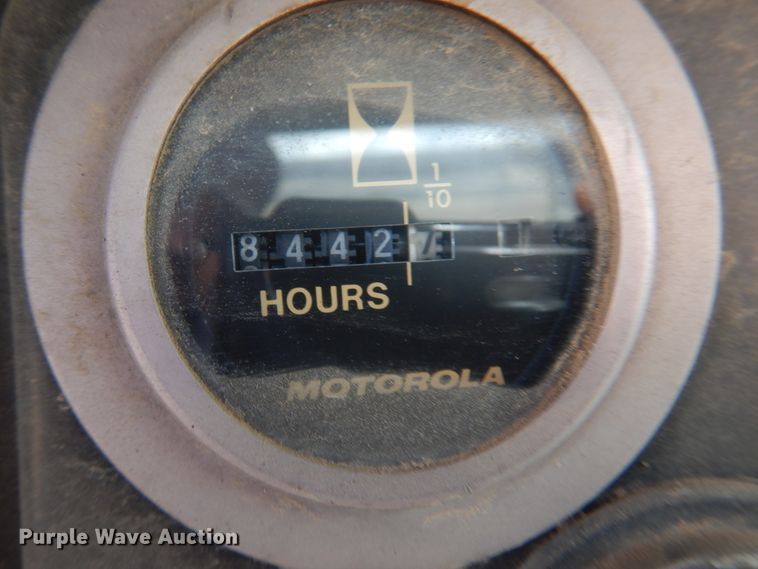 1
10
8 4 4 2 7
HOURS
MOTOROLA
Purple Wave Auction